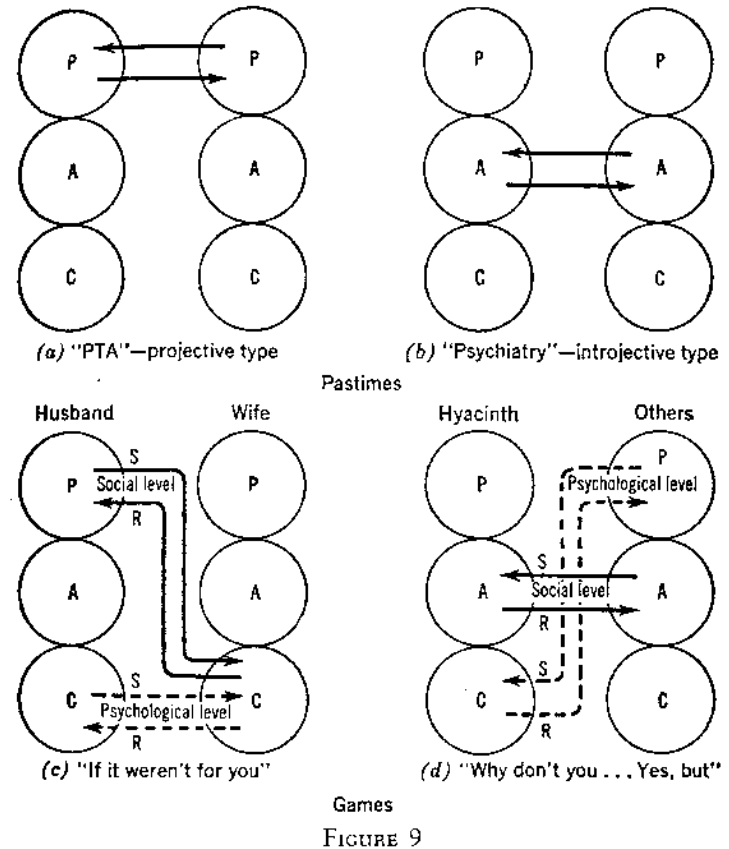 P P P P
A A A A
C C C C
(a) "PTA"—projective type (b) "Psychiatry"—introjective type
Pastimes
Husband Wife Hyacinth Others
S P
P Social level P P Psychological level
R
S
A A A Social level A
R
S S
C Psychological level C C C
R R
(c) "If it weren't for you" (d) "Why don't you . . . Yes, but"
Games
FIGURE 9